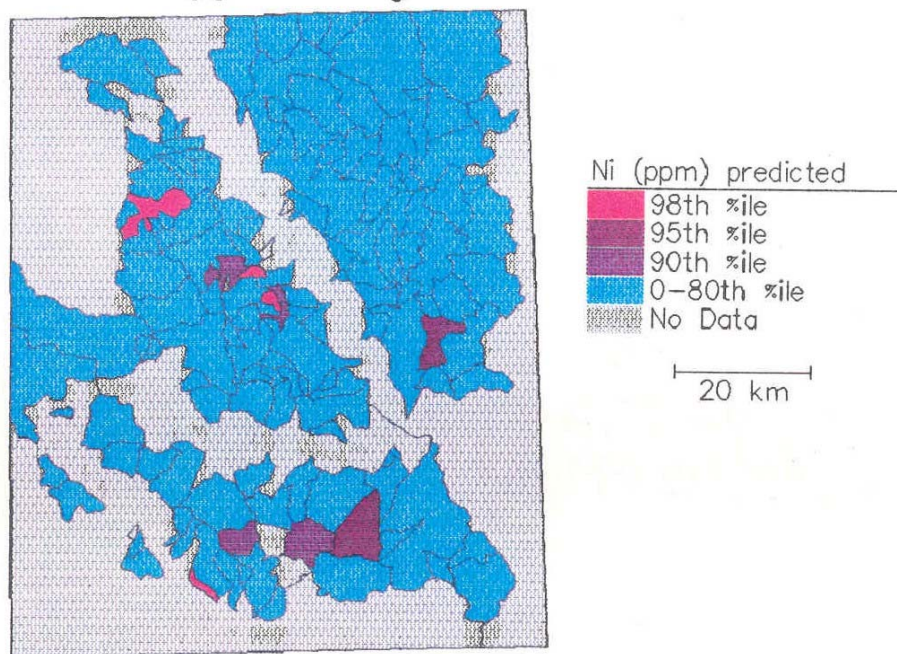 Ni (ppm) predicted
98th %ile
95th %ile
90th %ile
0-80th %ile
No Data
20 km